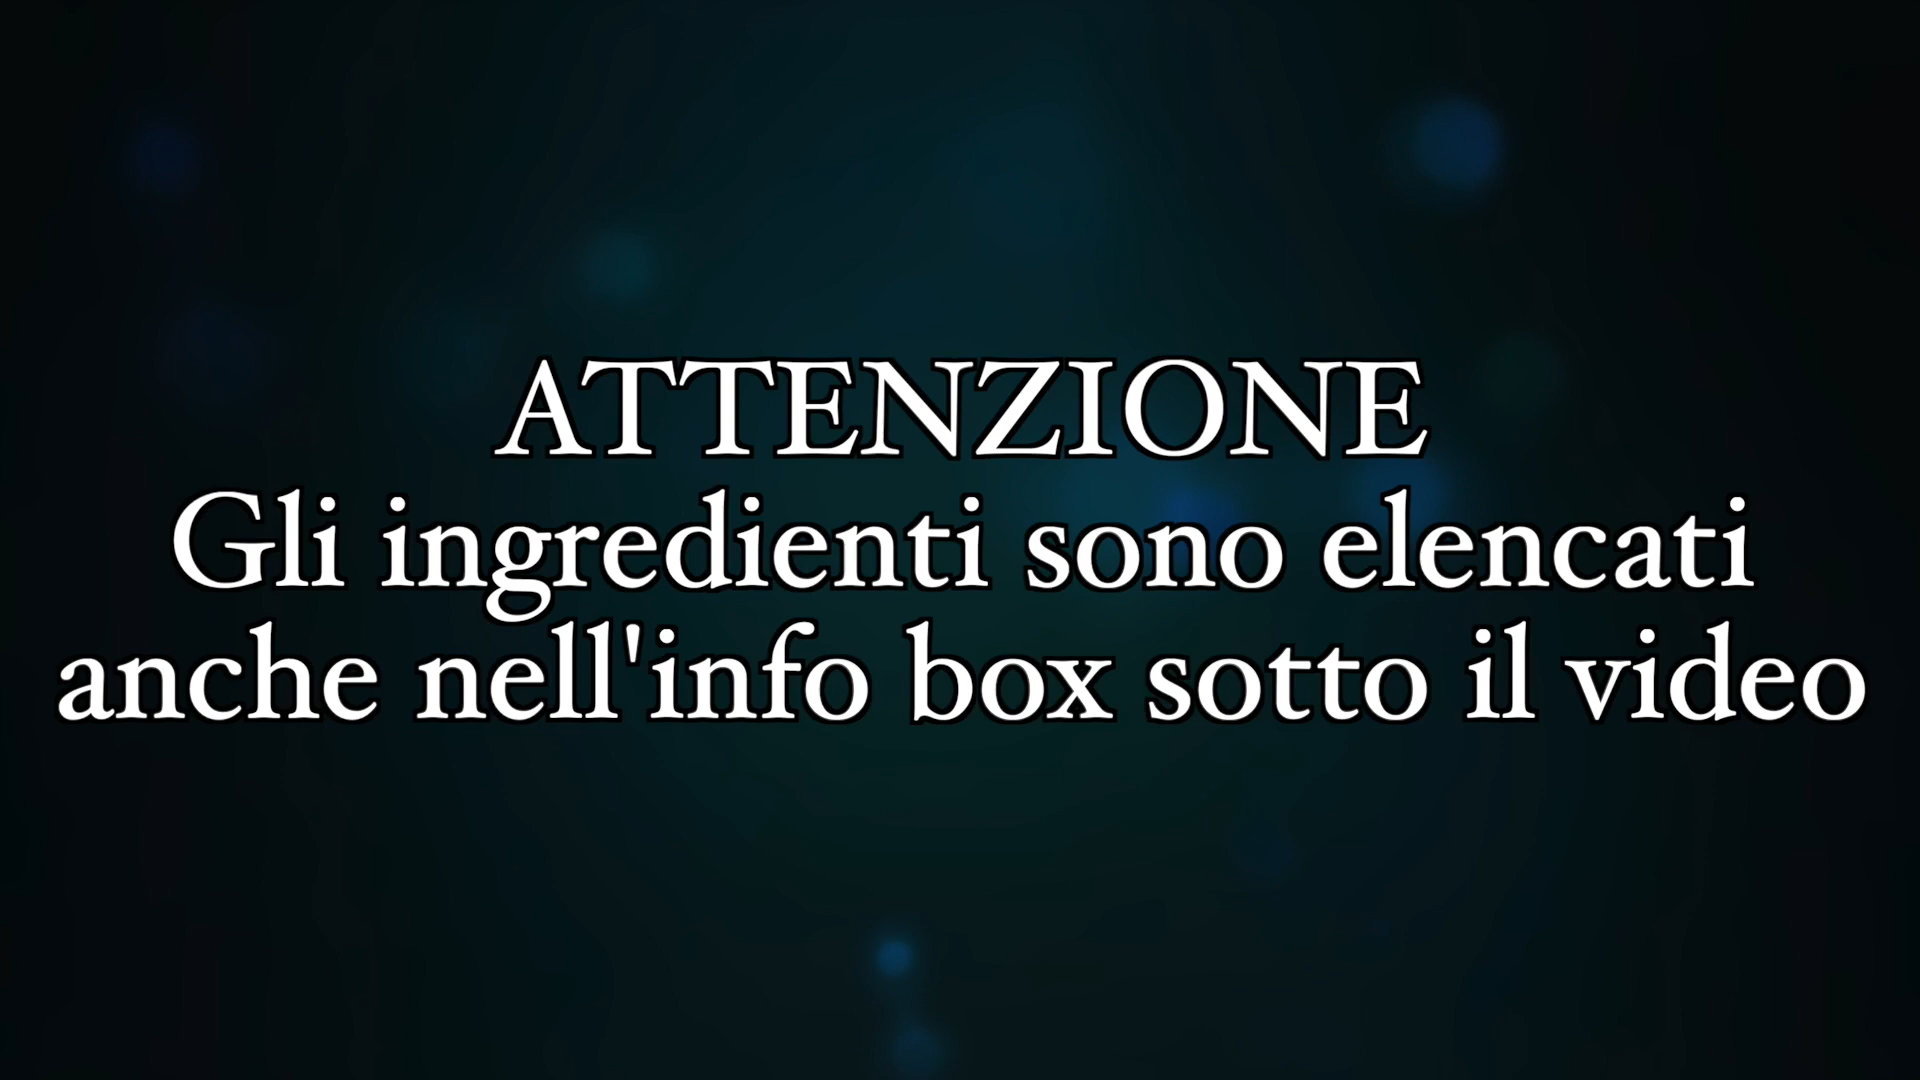 ATTENZIONE
Gli ingredienti sono elencati
anche nell'info box sotto il video